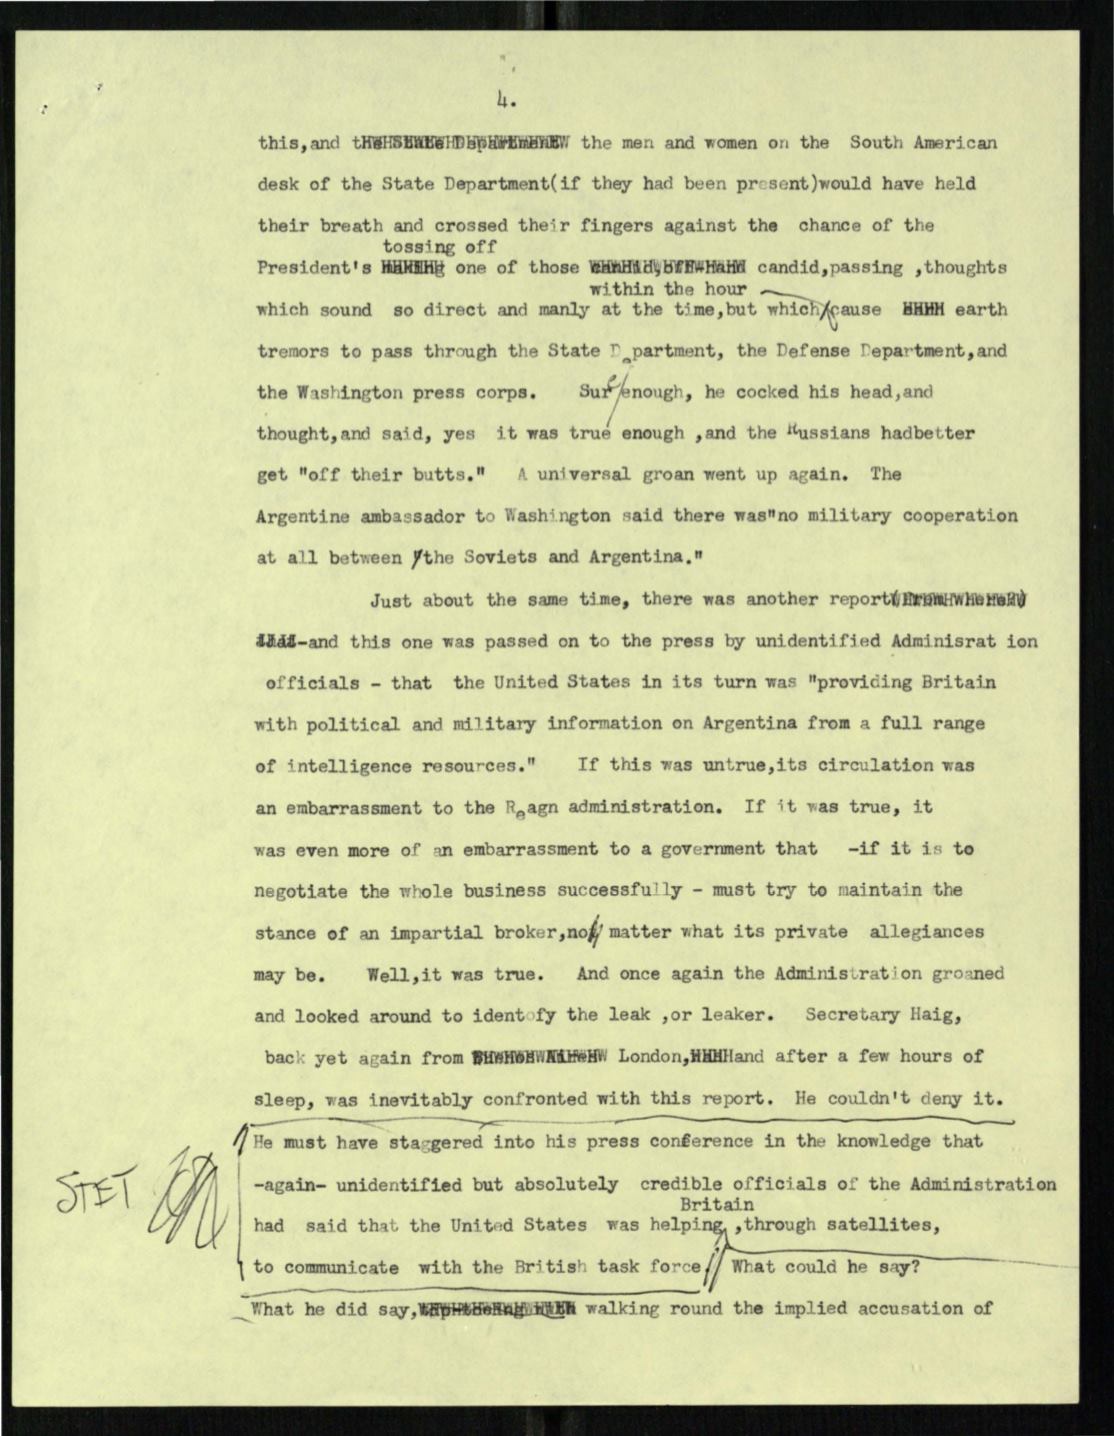 4.
this,and the State Department the men and women on the South American
desk of the State Department(if they had been present)would have held
their breath and crossed their fingers against the chance of the
tossing off
President's making one of those candid,off-hand candid,passing ,thoughts
within the hour
which sound so direct and manly at the time,but which cause earth
tremors to pass through the State Department, the Defense Department,and
the Washington press corps. Sure enough, he cocked his head,and
thought,and said, yes it was true enough ,and the Russians hadbetter
get "off their butts." A universal groan went up again. The
Argentine ambassador to Washington said there was"no military cooperation
at all between the Soviets and Argentina."
Just about the same time, there was another report(from where?)
-and this one was passed on to the press by unidentified Adminisrat ion
officials - that the United States in its turn was "providing Britain
with political and military information on Argentina from a full range
of intelligence resources." If this was untrue,its circulation was
an embarrassment to the Reagn administration. If it was true, it
was even more of an embarrassment to a government that -if it is to
negotiate the whole business successfully - must try to maintain the
stance of an impartial broker,no matter what its private allegiances
may be. Well,it was true. And once again the Administration groaned
and looked around to identofy the leak ,or leaker. Secretary Haig,
back yet again from London, and after a few hours of
sleep, was inevitably confronted with this report. He couldn't deny it.
He must have staggered into his press conference in the knowledge that
STET
-again- unidentified but absolutely credible officials of the Administration
Britain
had said that the United States was helping ,through satellites,
to communicate with the British task force. What could he say?
What he did say, walking round the implied accusation of